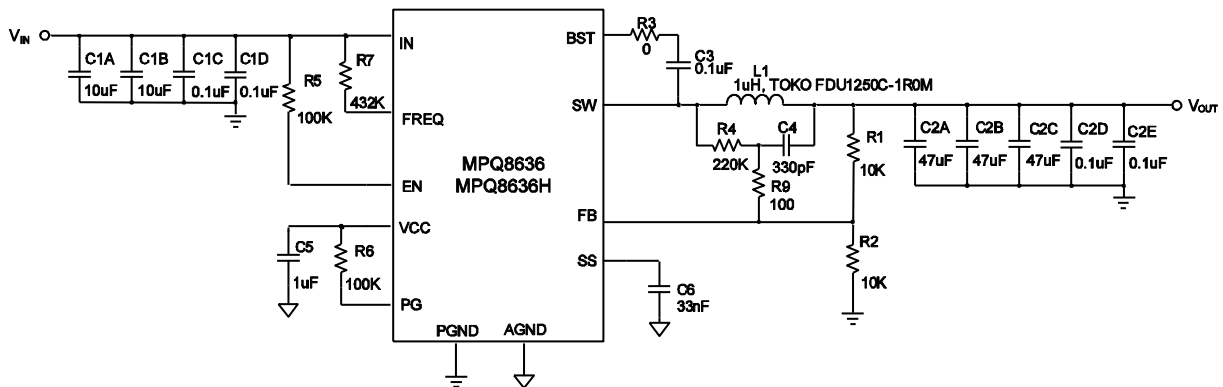 VIN
C1A
10uF
C1B
10uF
C1C
0.1uF
C1D
0.1uF
R5
100K
R7
432K
IN
FREQ
EN
VCC
PG
PGND
AGND
MPQ8636
MPQ8636H
BST
SW
FB
SS
C5
1uF
R6
100K
R3
0
C3
0.1uF
L1
1uH, TOKO FDU1250C-1R0M
R4
220K
C4
330pF
R9
100
R1
10K
R2
10K
C6
33nF
C2A
47uF
C2B
47uF
C2C
47uF
C2D
0.1uF
C2E
0.1uF
VOUT